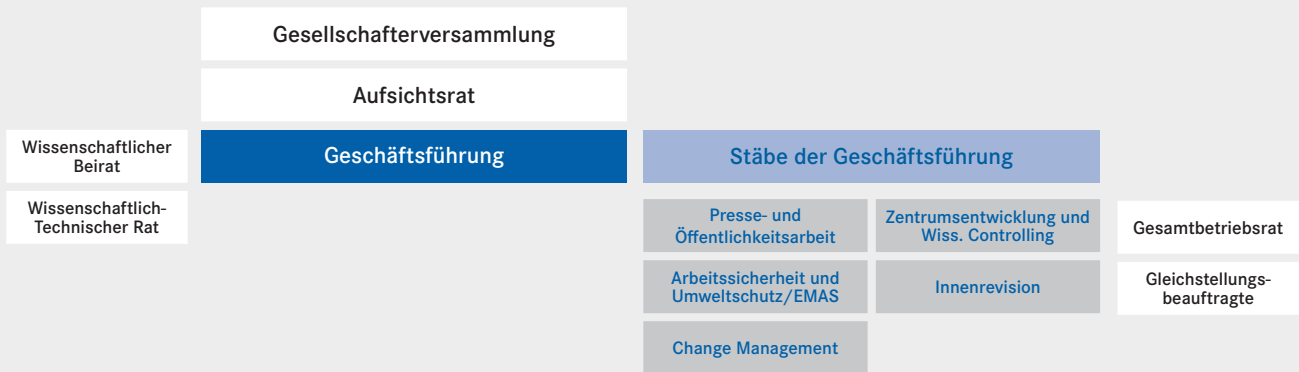 Gesellschafterversammlung
Aufsichtsrat
Wissenschaftlicher
Beirat
Geschäftsführung
Stäbe der Geschäftsführung
Wissenschaftlich-
Technischer Rat
Presse- und
Öffentlichkeitsarbeit
Zentrumsentwicklung und
Wiss. Controlling
Gesamtbetriebsrat
Arbeitssicherheit und
Umweltschutz/EMAS
Innenrevision
Gleichstellungs-
beauftragte
Change Management